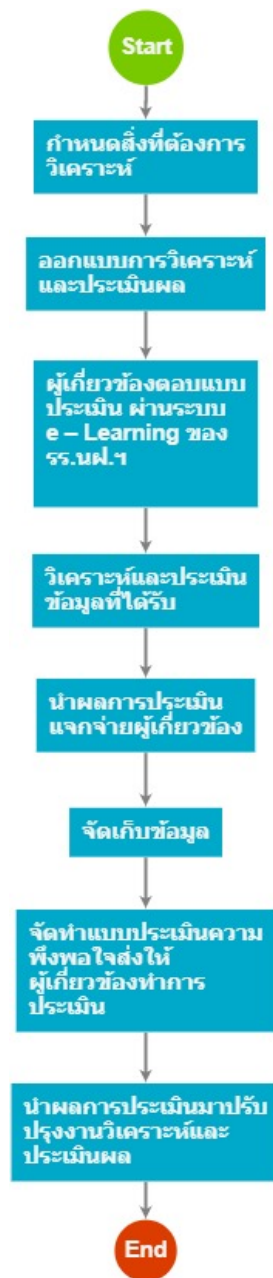 Start
กำหนดสิ่งที่ต้องการ
วิเคราะห์
ออกแบบการวิเคราะห์
และประเมินผล
ผู้เกี่ยวข้องตอบแบบ
ประเมิน ผ่านระบบ
e – Learning ของ
รร.นฝ.ฯ
วิเคราะห์และประเมิน
ข้อมูลที่ได้รับ
นำผลการประเมิน
แจกจ่ายผู้เกี่ยวข้อง
จัดเก็บข้อมูล
จัดทำแบบประเมินความ
พึงพอใจส่งให้
ผู้เกี่ยวข้องทำการ
ประเมิน
นำผลการประเมินมาปรับ
ปรุงงานวิเคราะห์และ
ประเมินผล
End